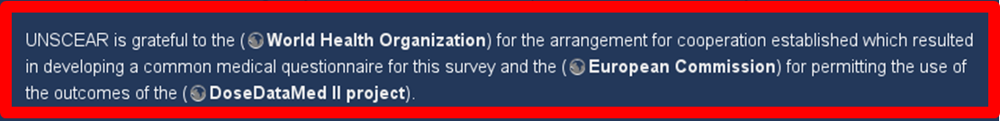 UNSCEAR is grateful to the (World Health Organization) for the arrangement for cooperation established which resulted
in developing a common medical questionnaire for this survey and the (European Commission) for permitting the use of
the outcomes of the (DoseDataMed II project).